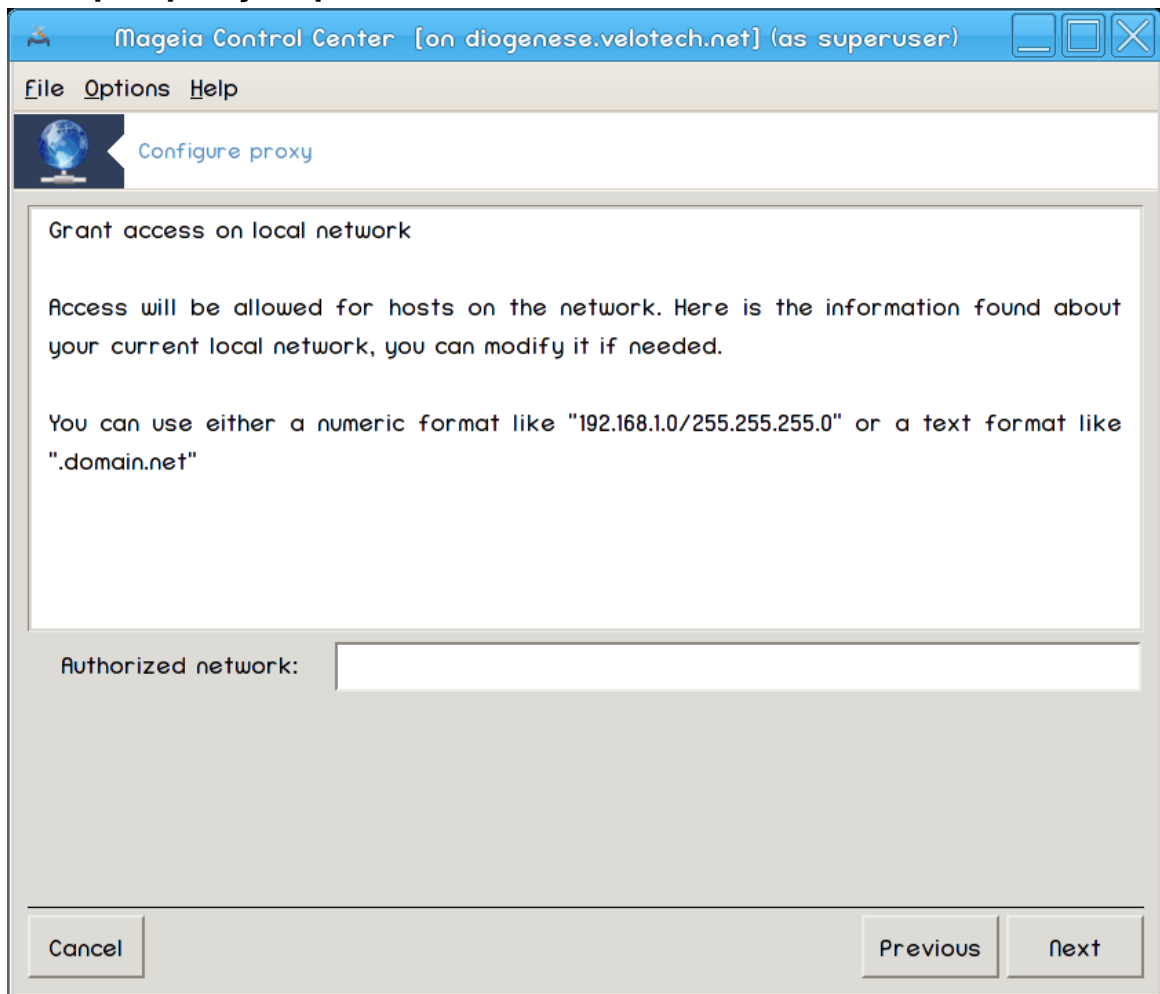 Mageia Control Center [on diogenese.velotech.net] (as superuser)
File Options Help
Configure proxy
Grant access on local network
Access will be allowed for hosts on the network. Here is the information found about
your current local network, you can modify it if needed.
You can use either a numeric format like "192.168.1.0/255.255.255.0" or a text format like
".domain.net"
Authorized network:
Cancel Previous Next